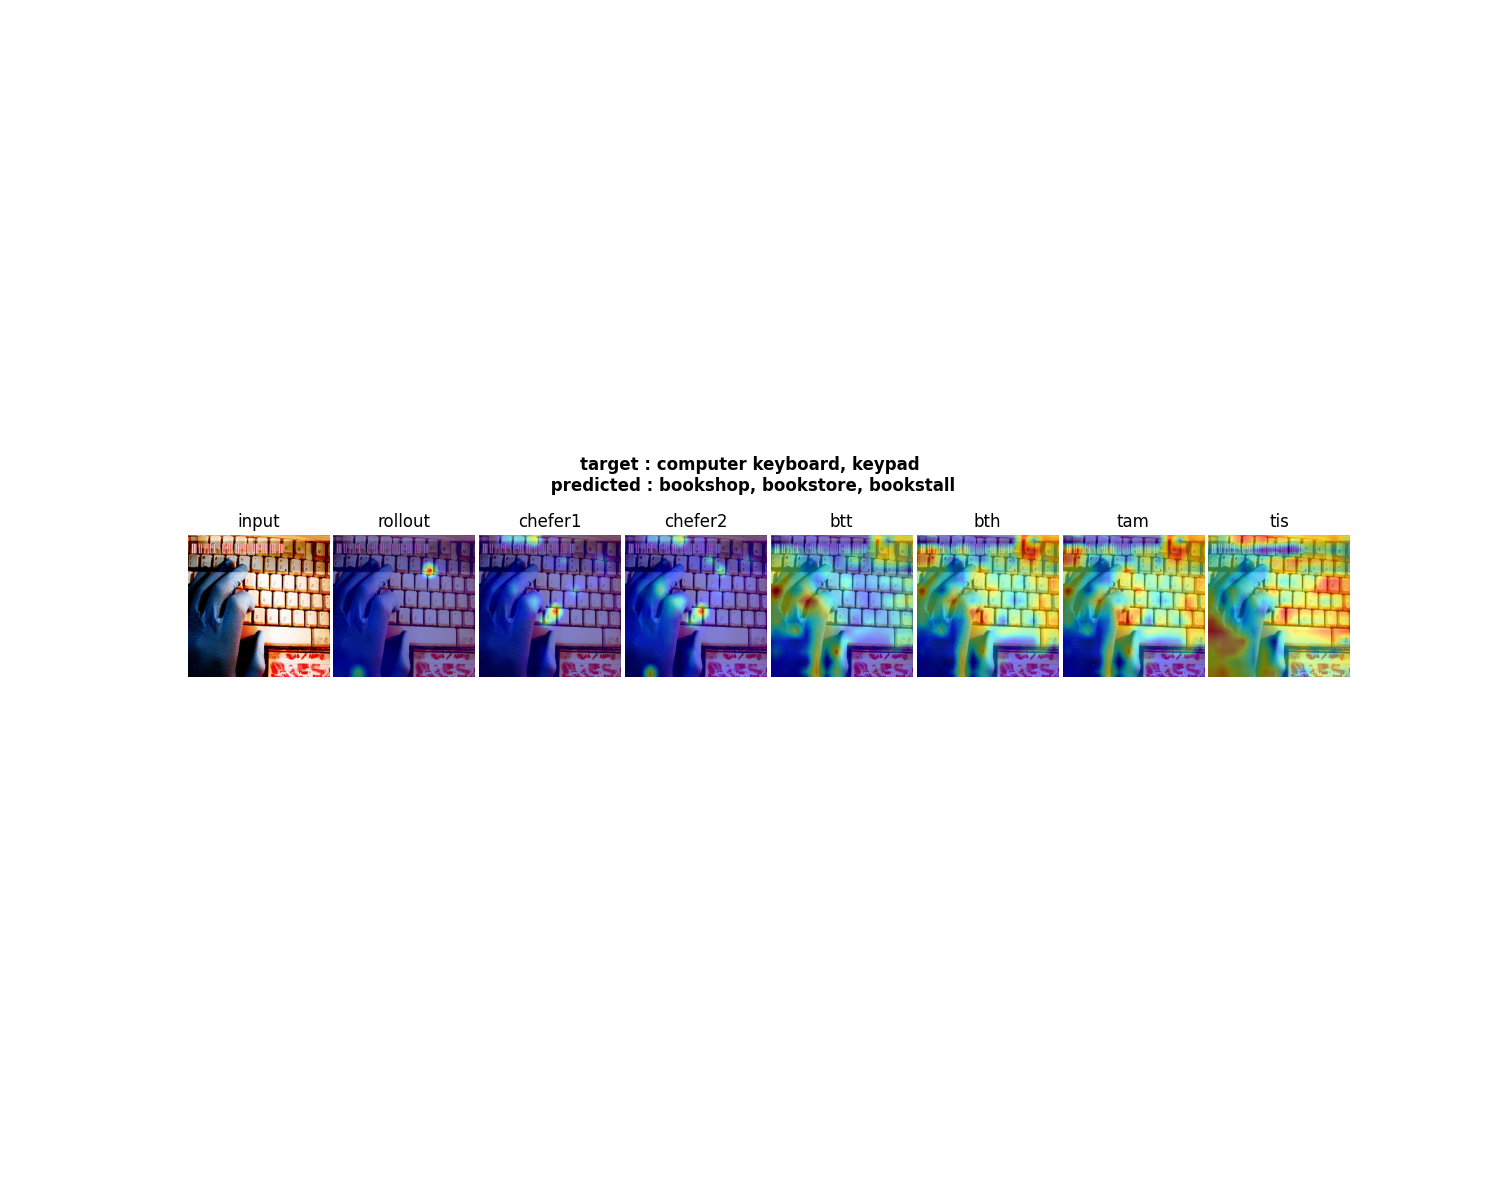 target : computer keyboard, keypad
predicted : bookshop, bookstore, bookstall
input rollout chefer1 chefer2 btt bth tam tis